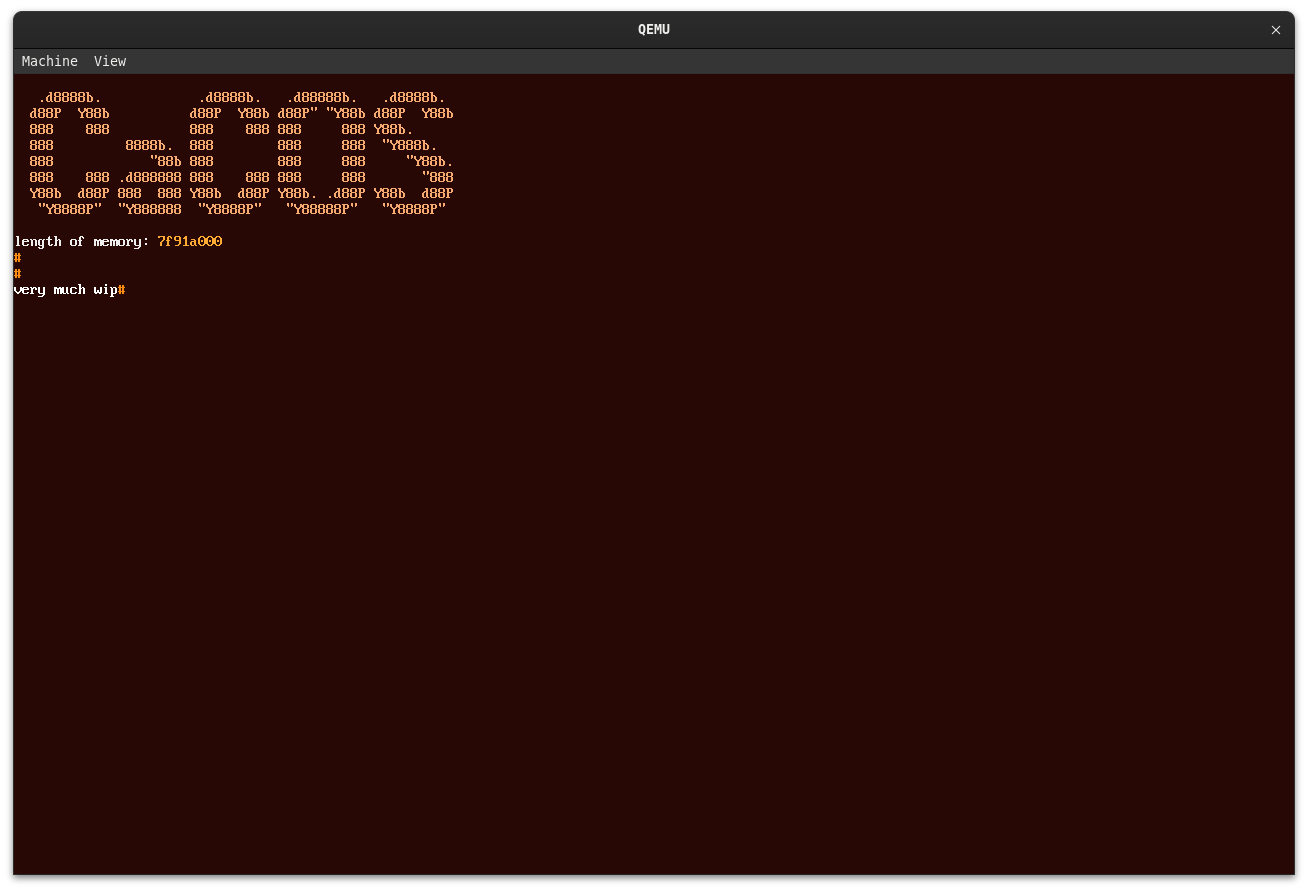 QEMU
Machine View
   .d8888b.            .d8888b.   .d88888b.   .d8888b.
  d88P  Y88b          d88P  Y88b d88P" "Y88b d88P  Y88b
  888    888          888    888 888     888 Y88b.
  888         8888b.  888        888     888  "Y888b.
  888            "88b 888        888     888     "Y88b.
  888    888 .d888888 888    888 888     888       "888
  Y88b  d88P 888  888 Y88b  d88P Y88b. .d88P Y88b  d88P
   "Y8888P"  "Y888888  "Y8888P"   "Y88888P"   "Y8888P"
length of memory: 7f91a000
#
#
very much wip#